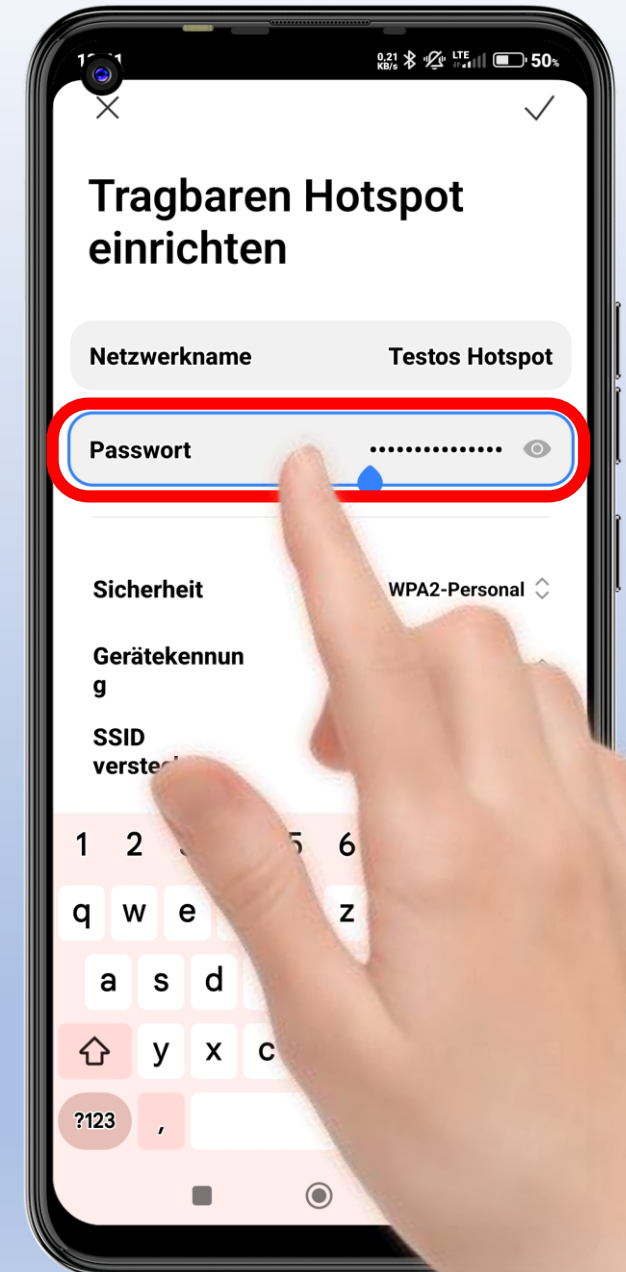 0,21
KB/s
LTE
50%
Tragbaren Hotspot
einrichten
Netzwerkname Testos Hotspot
Passwort ••••••••••••••
Sicherheit WPA2-Personal
Gerätekennun
g
SSID
1 2 5 6
q w e z
a s d
y x c
?123 ,